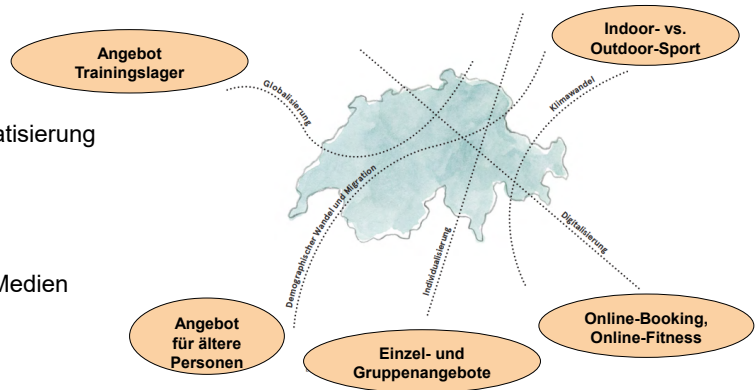 Angebot
Trainingslager
Indoor- vs.
Outdoor-Sport
Globalisierung
Klimawandel
atisierung
Demographischer Wandel und Migration
Individualisierung
Digitalisierung
Medien
Angebot
für ältere
Personen
Einzel- und
Gruppenangebote
Online-Booking,
Online-Fitness